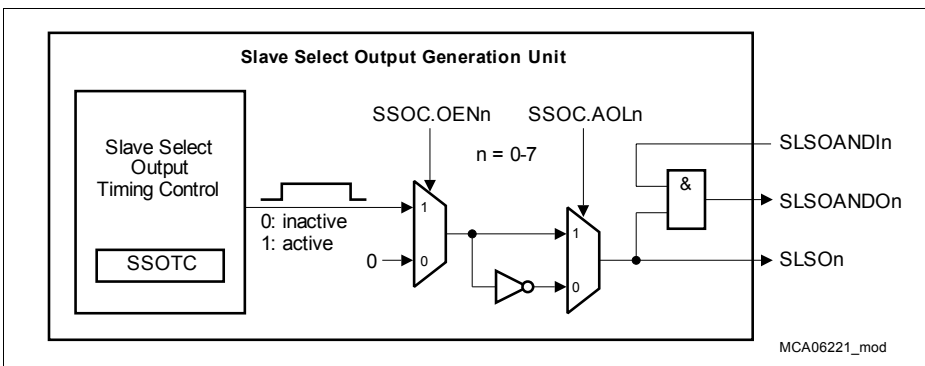 Slave Select Output Generation Unit
SSOC.OENn
SSOC.AOLn
n = 0-7
Slave Select
Output
Timing Control
SSOTC
0: inactive
1: active
1
0
0
1
0
&
SLSOANDIn
SLSOANDOn
SLSOn
MCA06221_mod